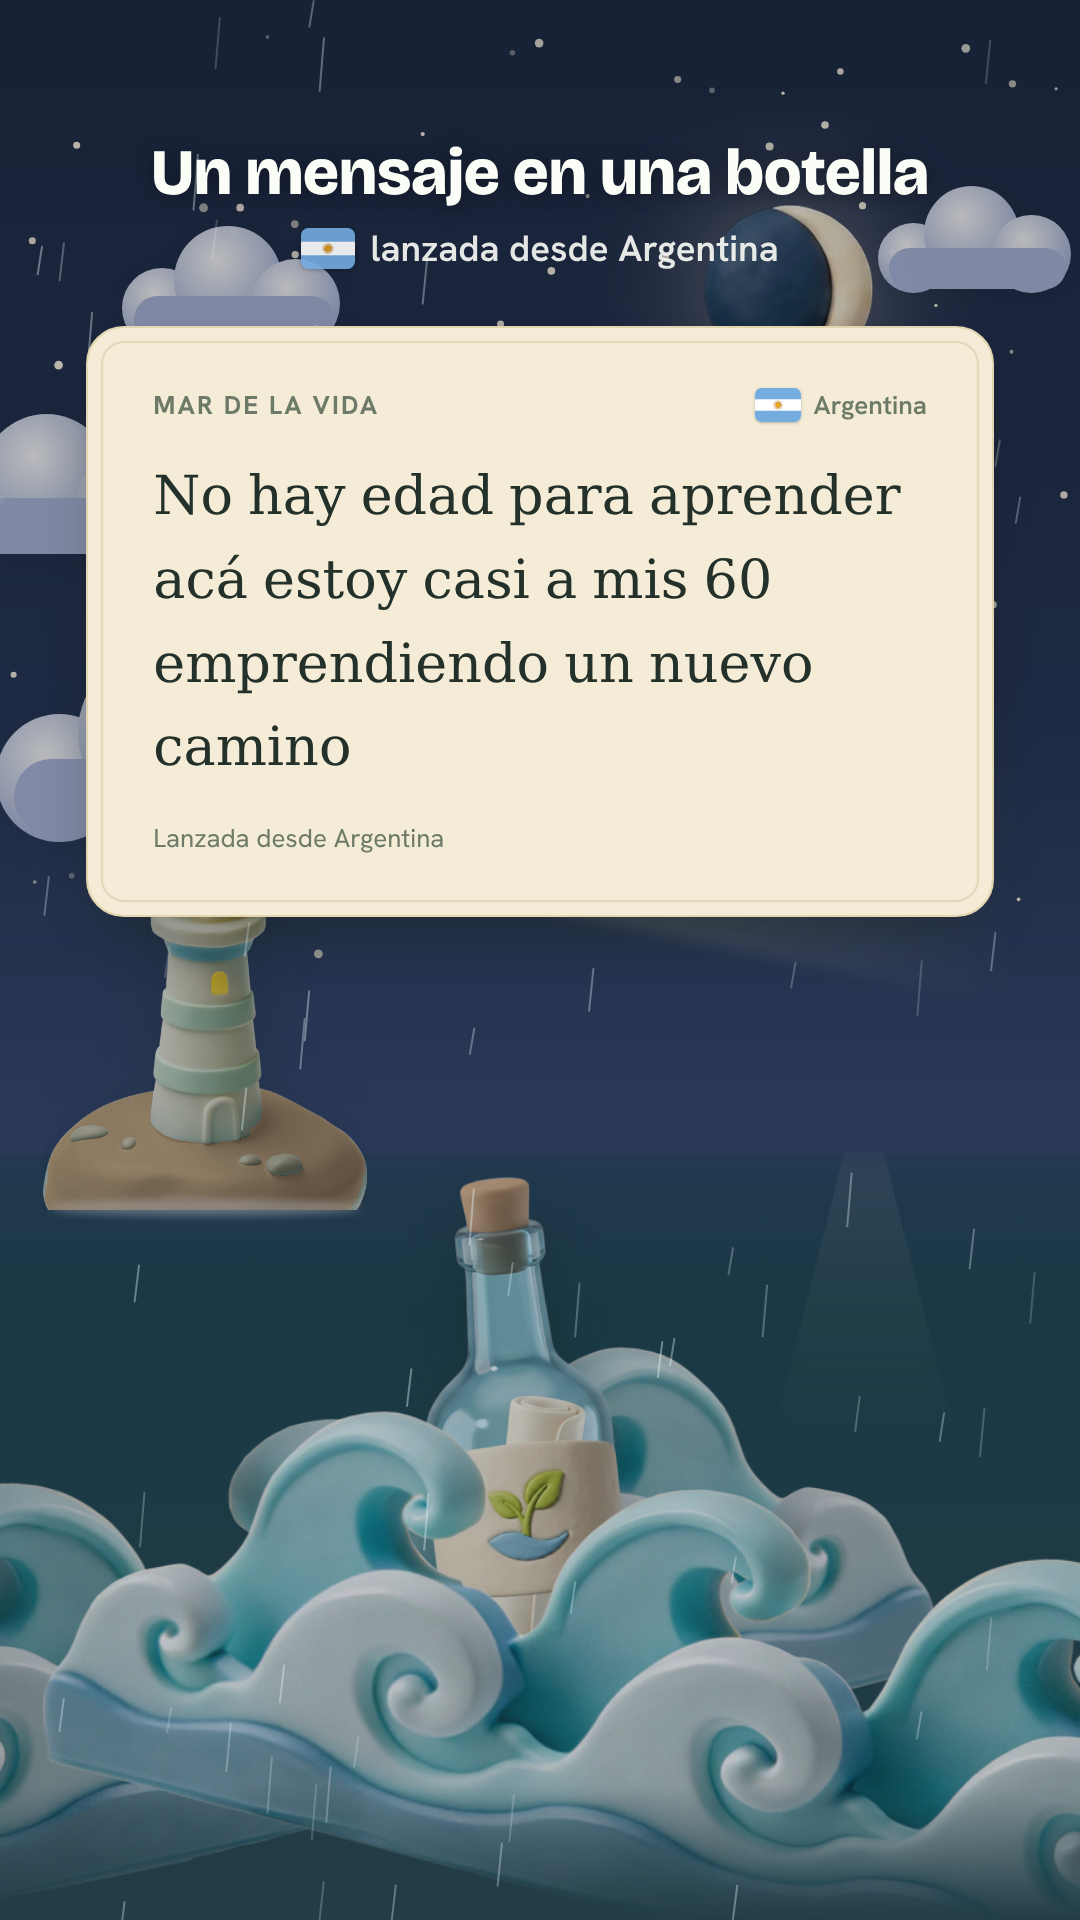 Un mensaje en una botella
lanzada desde Argentina
MAR DE LA VIDA
Argentina
No hay edad para aprender
acá estoy casi a mis 60
emprendiendo un nuevo
camino
Lanzada desde Argentina